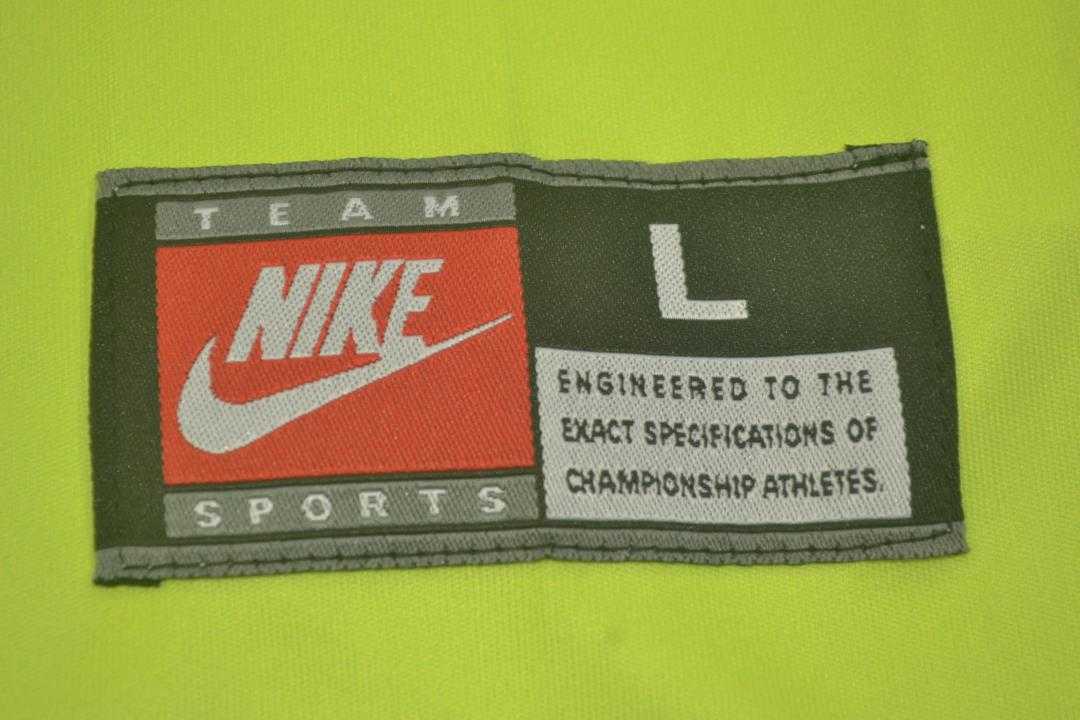 TEAM
NIKE
SPORTS
L
ENGINEERED TO THE
EXACT SPECIFICATIONS OF
CHAMPIONSHIP ATHLETES.